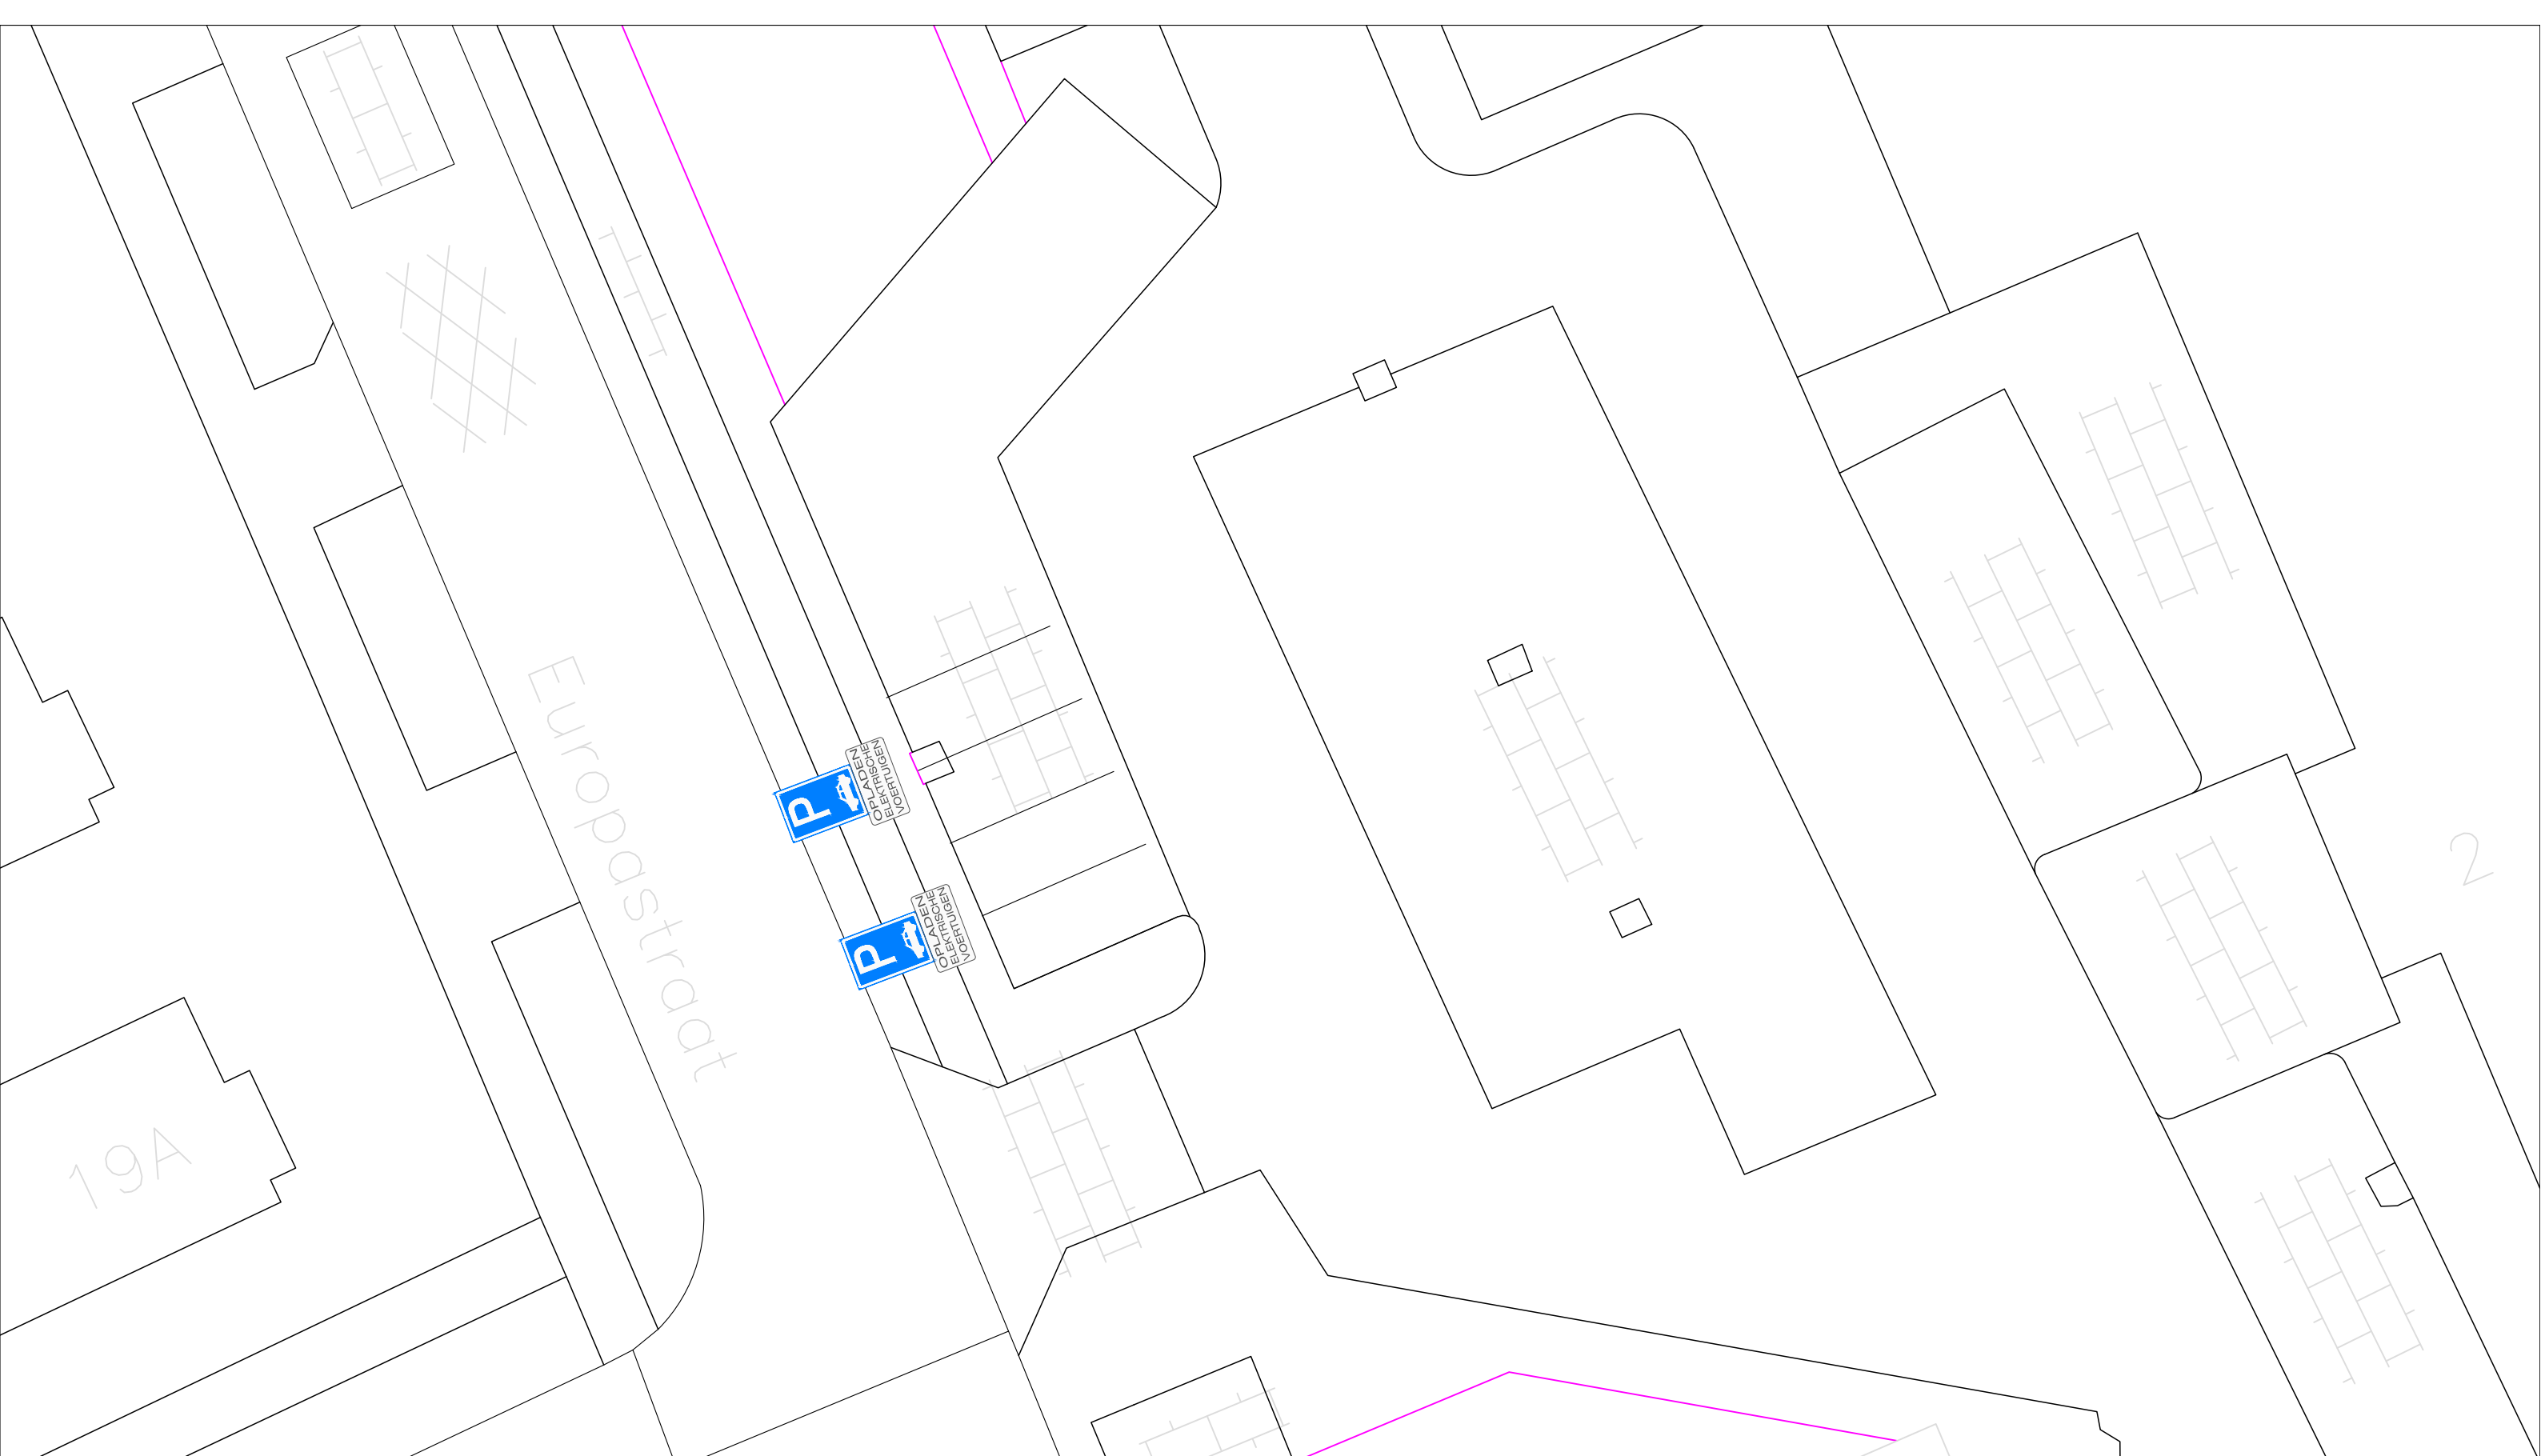 Europastraat
P
OPLADEN
ELEKTRISCHE
VOERTUIGEN
P
OPLADEN
ELEKTRISCHE
VOERTUIGEN
2
19A